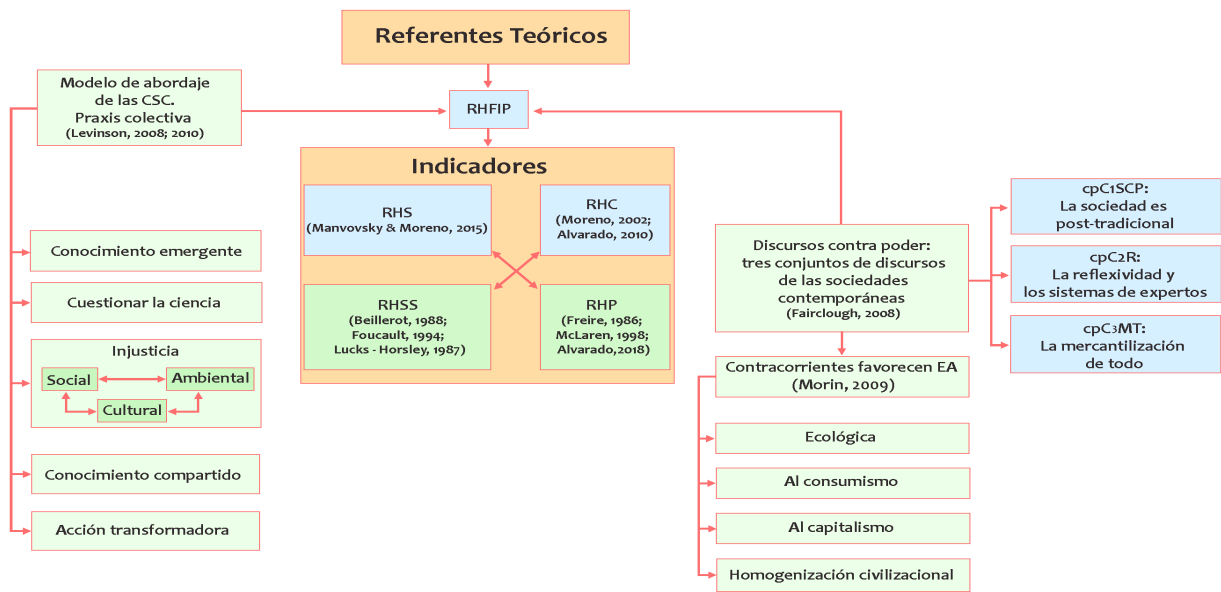 Referentes Teóricos
Modelo de abordaje
de las CSC.
Praxis colectiva
(Levinson, 2008; 2010)
RHFIP
Indicadores
RHS
(Manvovsky & Moreno, 2015)
RHC
(Moreno, 2002;
Alvarado, 2010)
RHSS
(Beillerot, 1988;
Foucault, 1994;
Lucks - Horsley, 1987)
RHP
(Freire, 1986;
McLaren, 1998;
Alvarado,2018)
Conocimiento emergente
Cuestionar la ciencia
Injusticia
Social
Ambiental
Cultural
Conocimiento compartido
Acción transformadora
Discursos contra poder:
tres conjuntos de discursos
de las sociedades
contemporáneas
(Fairclough, 2008)
Contracorrientes favorecen EA
(Morin, 2009)
Ecológica
Al consumismo
Al capitalismo
Homogenización civilizacional
cpC1SCP:
La sociedad es
post-tradicional
cpC2R:
La reflexividad y
los sistemas de expertos
cpC3MT:
La mercantilización
de todo